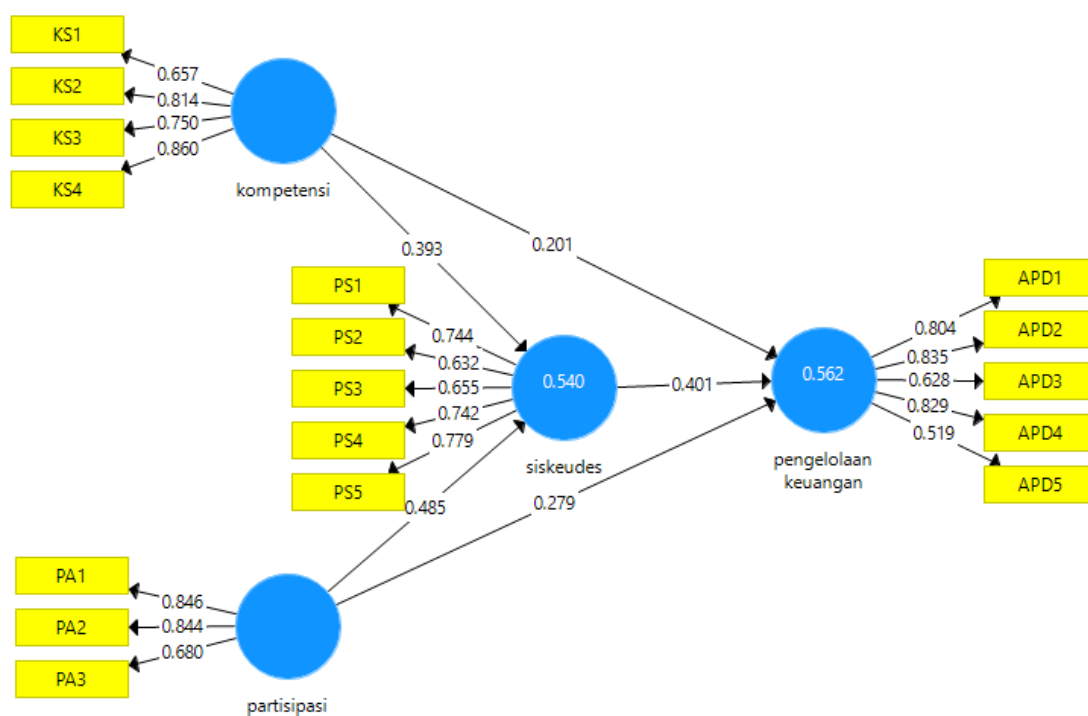 KS1
0.657
KS2
0.814
KS3
0.750
KS4
0.860
kompetensi
0.393
0.201
PS1
0.744
PS2
0.632
PS3
0.655
PS4
0.742
PS5
0.779
0.540
siskeudes
0.401
0.562
pengelolaan
keuangan
APD1
0.804
APD2
0.835
APD3
0.628
APD4
0.829
APD5
0.519
0.485
0.279
PA1
0.846
PA2
0.844
PA3
0.680
partisipasi